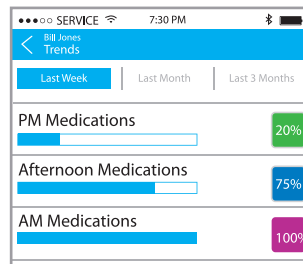 ●●●○○ SERVICE 7:30 PM
Bill Jones
Trends
Last Week Last Month Last 3 Months
PM Medications
20%
Afternoon Medications
75%
AM Medications
100%